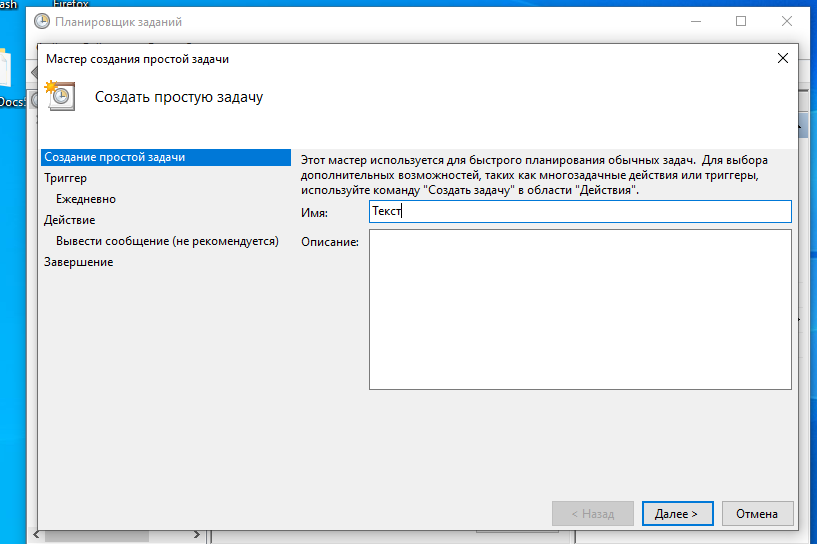 ash
Firefox
Планировщик заданий
Мастер создания простой задачи
Создать простую задачу
Docs
Создание простой задачи
Триггер
Ежедневно
Действие
Вывести сообщение (не рекомендуется)
Завершение
Этот мастер используется для быстрого планирования обычных задач. Для выбора
дополнительных возможностей, таких как многозадачные действия или триггеры,
используйте команду "Создать задачу" в области "Действия".
Имя:
Текст
Описание:
< Назад
Далее >
Отмена